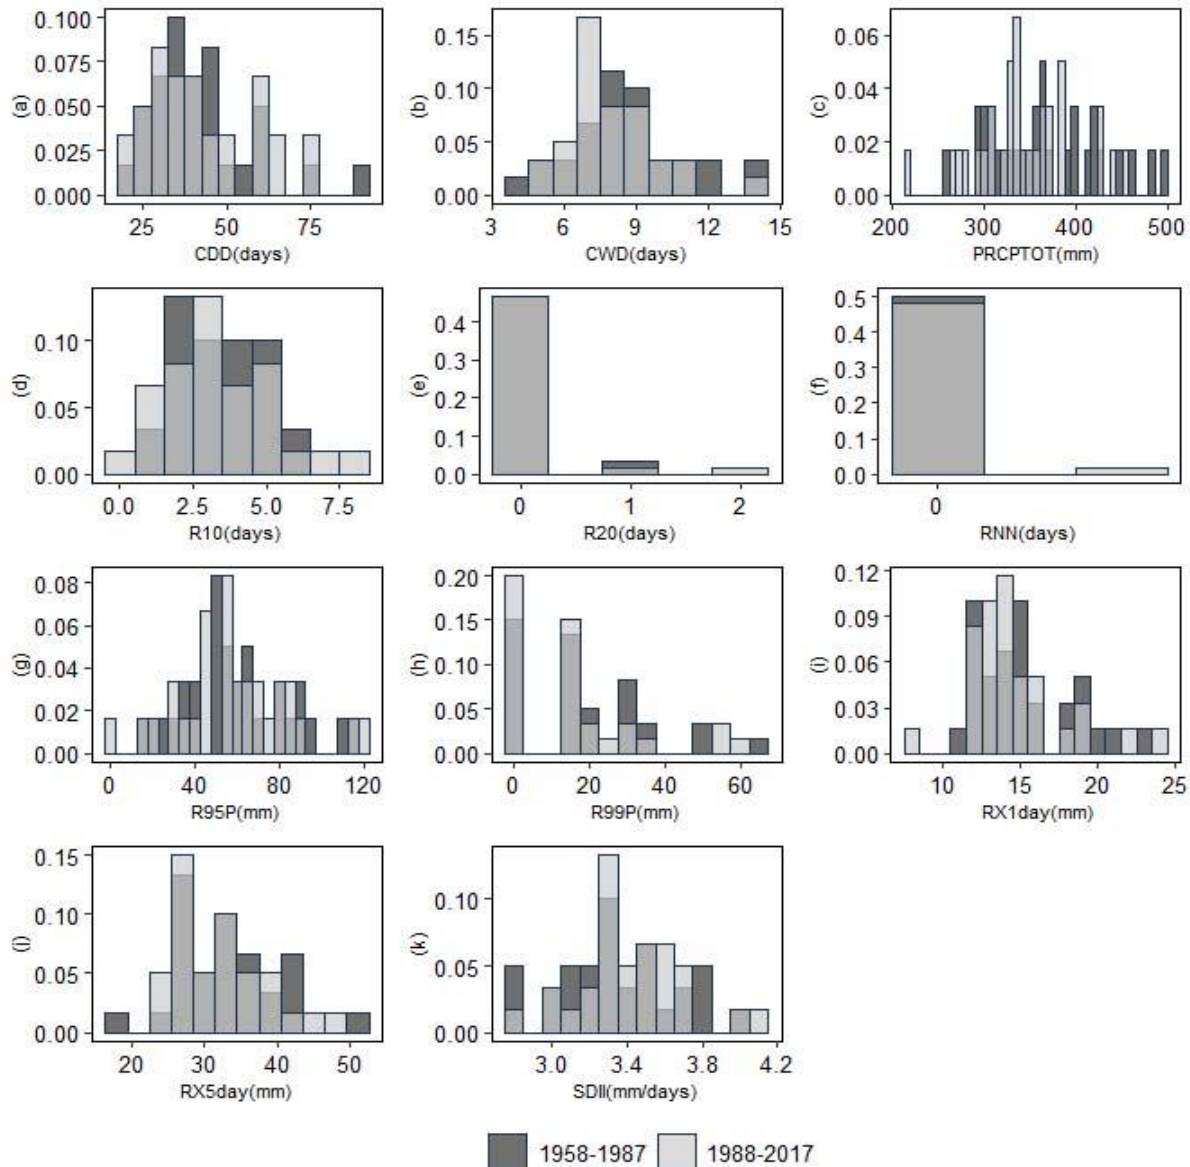 (a)
0.100
0.075
0.050
0.025
0.000
25 50 75
CDD(days)
(b)
0.15
0.10
0.05
0.00
3 6 9 12 15
CWD(days)
(c)
0.06
0.04
0.02
0.00
200 300 400 500
PRCPTOT(mm)
(d)
0.10
0.05
0.00
0.0 2.5 5.0 7.5
R10(days)
(e)
0.4
0.3
0.2
0.1
0.0
0 1 2
R20(days)
(f)
0.5
0.4
0.3
0.2
0.1
0.0
0
RNN(days)
(g)
0.08
0.06
0.04
0.02
0.00
0 40 80 120
R95P(mm)
(h)
0.20
0.15
0.10
0.05
0.00
0 20 40 60
R99P(mm)
(i)
0.12
0.09
0.06
0.03
0.00
10 15 20 25
RX1day(mm)
(j)
0.15
0.10
0.05
0.00
20 30 40 50
RX5day(mm)
(k)
0.10
0.05
0.00
3.0 3.4 3.8 4.2
SDII(mm/days)
1958-1987 1988-2017